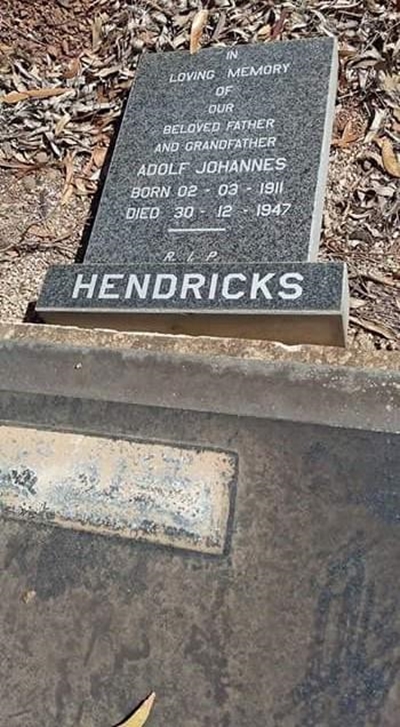 IN
LOVING MEMORY
OF
OUR
BELOVED FATHER
AND GRANDFATHER
ADOLF JOHANNES
BORN 02 - 03 - 1911
DIED 30 - 12 - 1947
R. I. P.
HENDRICKS